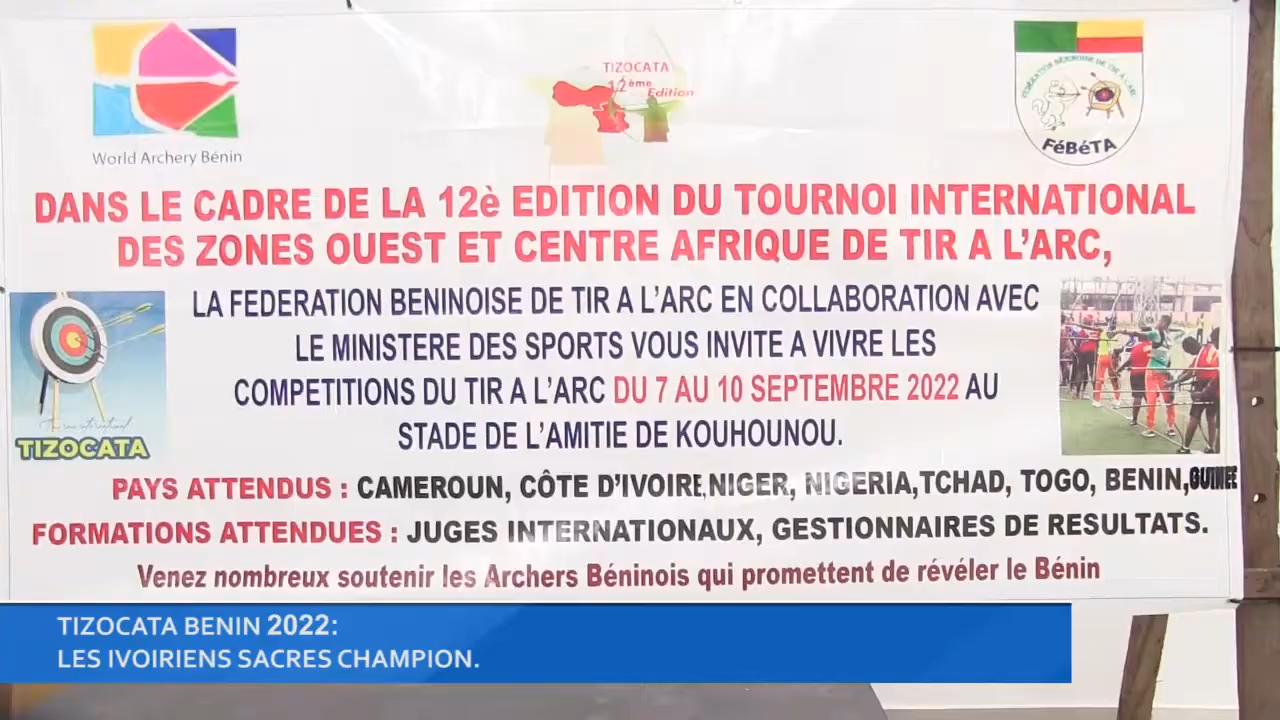 TIZOCATA
12ème Edition
World Archery Bénin
FéBéTA
DANS LE CADRE DE LA 12è EDITION DU TOURNOI INTERNATIONAL
DES ZONES OUEST ET CENTRE AFRIQUE DE TIR A L'ARC,
LA FEDERATION BENINOISE DE TIR A L'ARC EN COLLABORATION AVEC
LE MINISTERE DES SPORTS VOUS INVITE A VIVRE LES
COMPETITIONS DU TIR A L'ARC DU 7 AU 10 SEPTEMBRE 2022 AU
STADE DE L'AMITIE DE KOUHOUNOU.
TIZOCATA
PAYS ATTENDUS : CAMEROUN, CÔTE D'IVOIRE,NIGER, NIGERIA,TCHAD, TOGO, BENIN,GUINEE
FORMATIONS ATTENDUES : JUGES INTERNATIONAUX, GESTIONNAIRES DE RESULTATS.
Venez nombreux soutenir les Archers Béninois qui promettent de révéler le Bénin
TIZOCATA BENIN 2022:
LES IVOIRIENS SACRES CHAMPION.